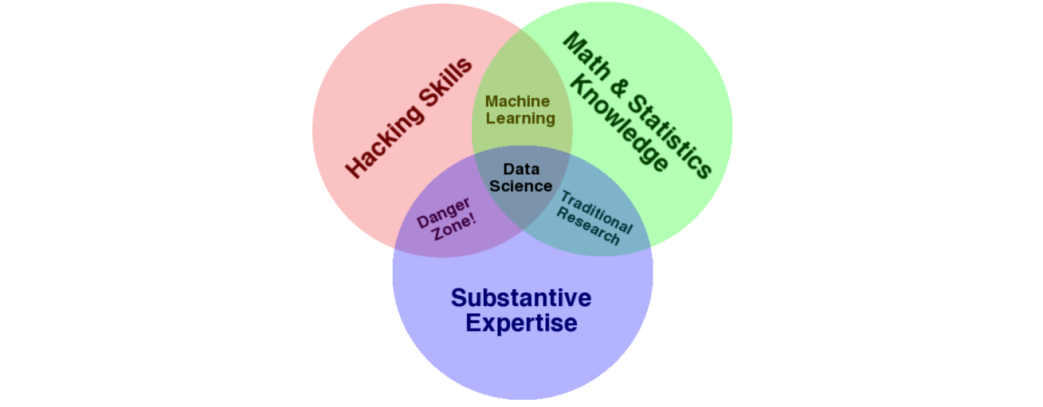 Hacking Skills
Math & Statistics
Knowledge
Machine
Learning
Data
Science
Danger
Zone!
Traditional
Research
Substantive
Expertise